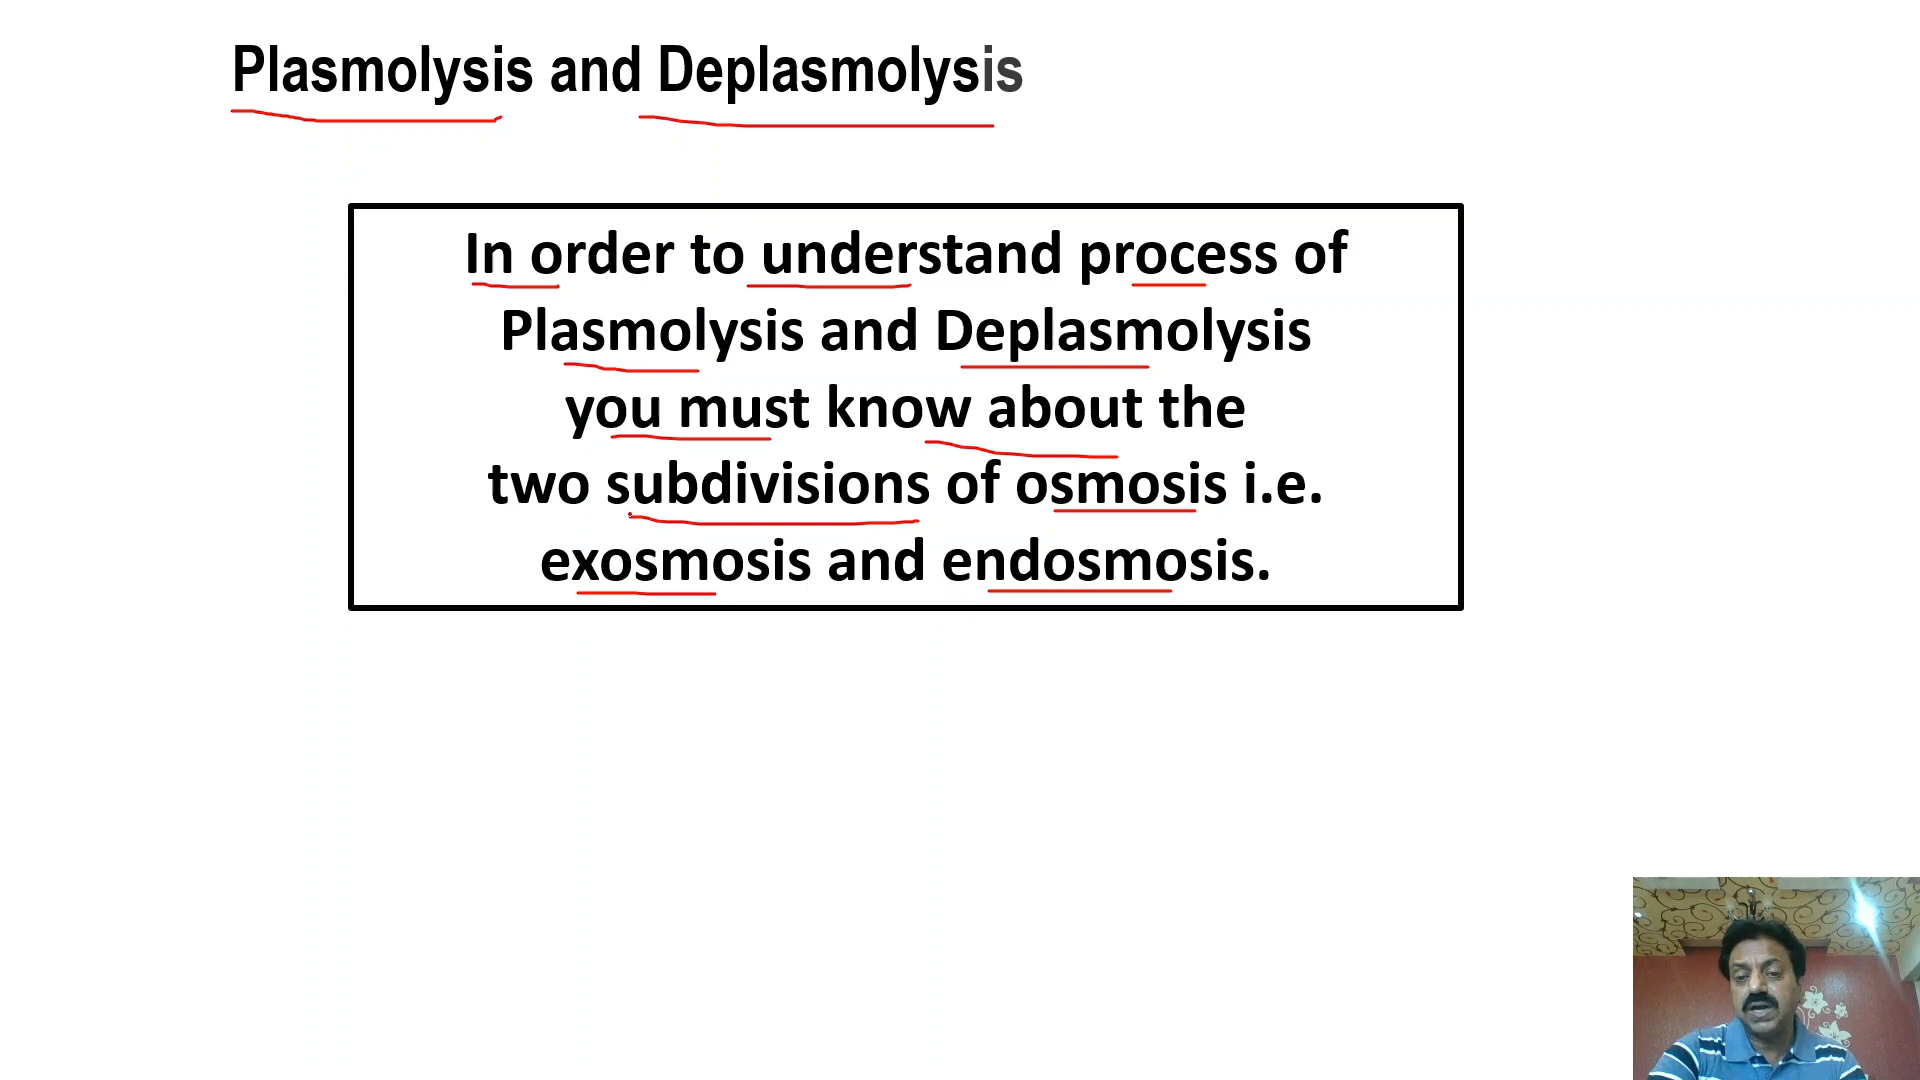 Plasmolysis and Deplasmolysis
In order to understand process of
Plasmolysis and Deplasmolysis
you must know about the
two subdivisions of osmosis i.e.
exosmosis and endosmosis.